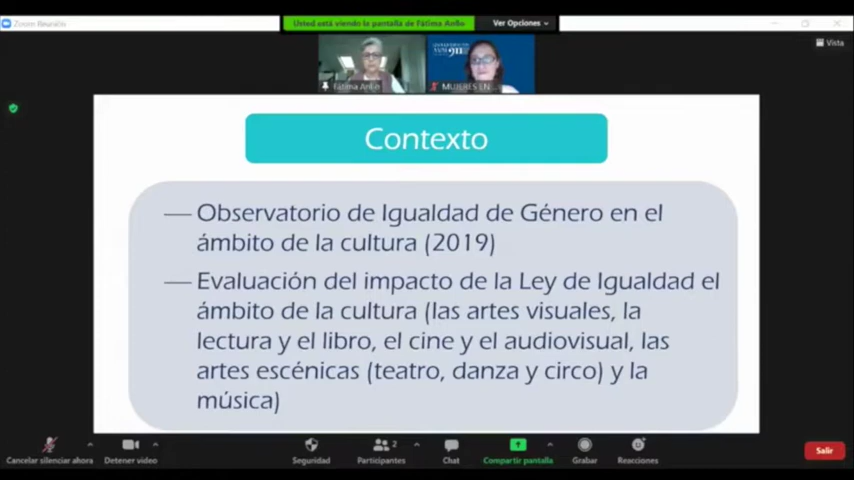 Zoom Reunión
Usted está viendo la pantalla de Fátima Anllo
Ver Opciones
Vista
Fátima Anllo
MUJERES EN
Contexto
— Observatorio de Igualdad de Género en el
ámbito de la cultura (2019)
— Evaluación del impacto de la Ley de Igualdad el
ámbito de la cultura (las artes visuales, la
lectura y el libro, el cine y el audiovisual, las
artes escénicas (teatro, danza y circo) y la
música)
Cancelar silenciar ahora
Detener video
Seguridad
2
Participantes
Chat
Compartir pantalla
Grabar
Reacciones
Salir